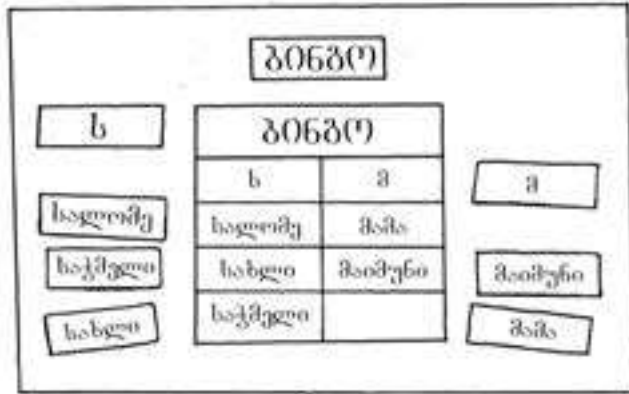 ბინგო
ს
ბინგო
ს მ
მ
სალომე
სალომე მამა
საჭმელი
სახლი მაიმუნი
მაიმუნი
სახლი
საჭმელი
მამა